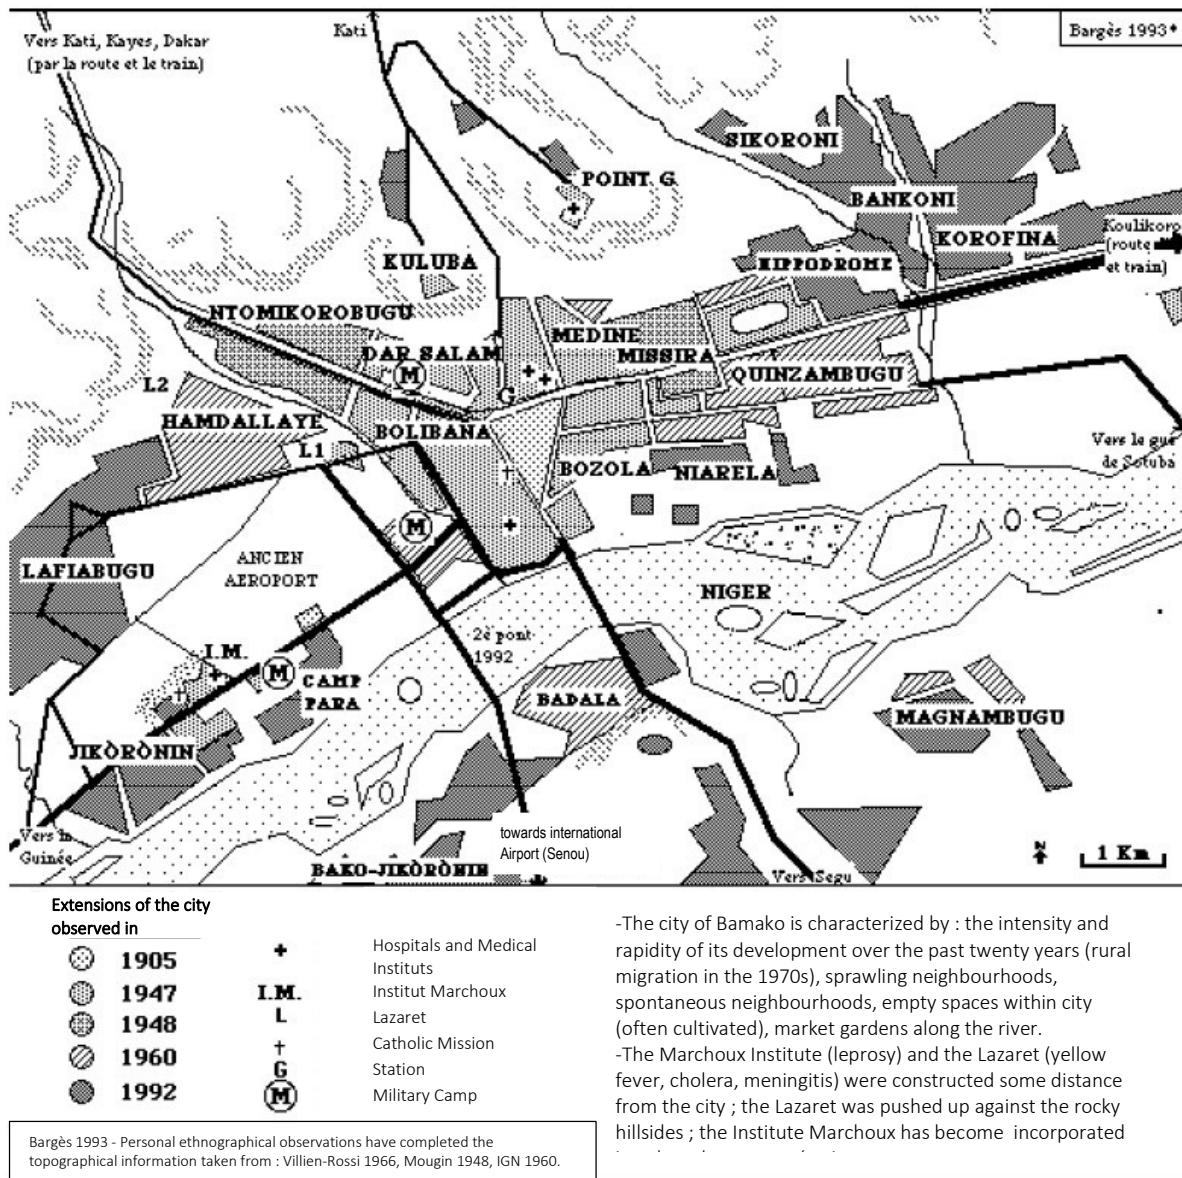 Vers Kati, Kayes, Dakar
(par la route et le train)
Kati
Bargès 1993*
SIKORONI
POINT G
BANKONI
KOROFINA
Koulikoro
(route
et train)
KULUBA
HIPPODROME
NTOMIKOROBUGU
MEDINE
DAR SALAM
MISSIRA
M
L2
G
QUINZAMBUGU
HAMDALLAYE
BOLIBANA
L1
BOZOLA
NIARELA
Vers le gué
de Sotuba
M
ANCIEN
AEROPORT
LAFIABUGU
NIGER
2è pont
1992
I.M.
M
CAMP
PARA
BADALA
MAGNAMBUGU
JIKÒRÒNIN
Vers la
Guinée
towards international
Airport (Senou)
N
1 Km
BAKO-JIKÒRÒNIN
Vers Segu
Extensions of the city
observed in
1905
1947
1948
1960
1992
Hospitals and Medical
Instituts
I.M. Institut Marchoux
L Lazaret
Catholic Mission
G Station
M Military Camp
-The city of Bamako is characterized by : the intensity and
rapidity of its development over the past twenty years (rural
migration in the 1970s), sprawling neighbourhoods,
spontaneous neighbourhoods, empty spaces within city
(often cultivated), market gardens along the river.
-The Marchoux Institute (leprosy) and the Lazaret (yellow
fever, cholera, meningitis) were constructed some distance
from the city ; the Lazaret was pushed up against the rocky
hillsides ; the Institute Marchoux has become incorporated
Bargès 1993 - Personal ethnographical observations have completed the
topographical information taken from : Villien-Rossi 1966, Mougin 1948, IGN 1960.